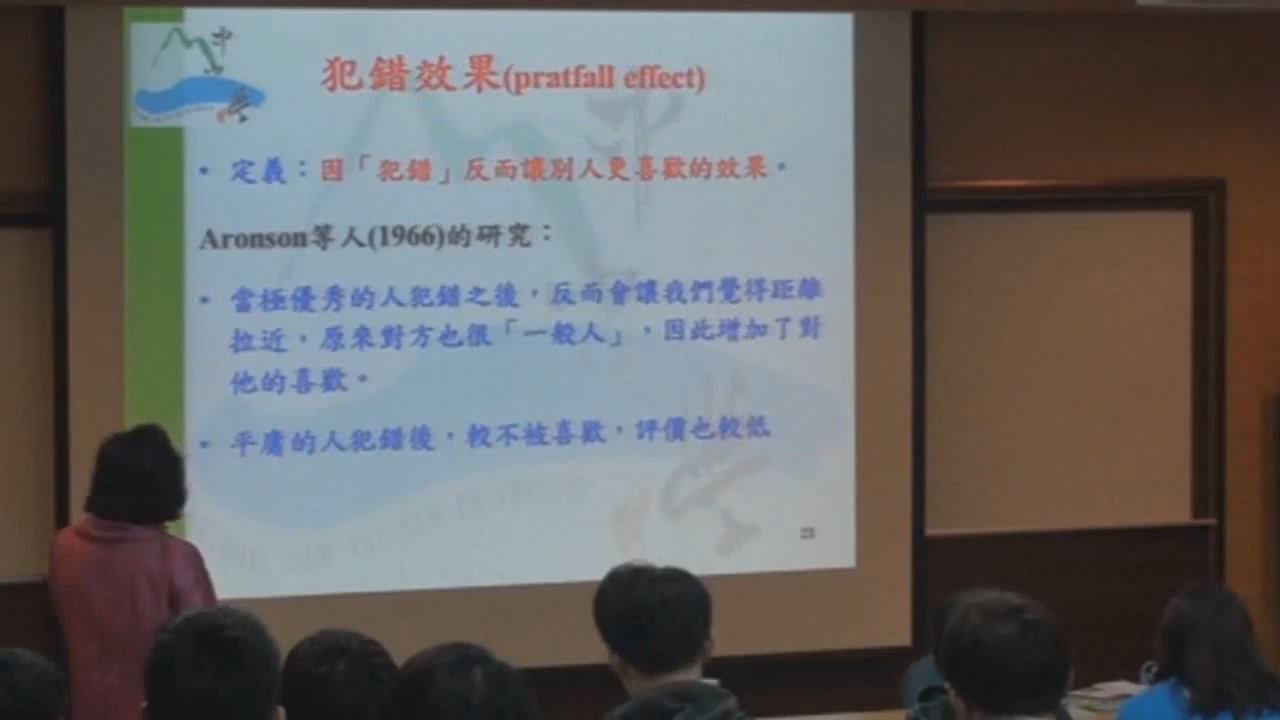 犯錯效果(pratfall effect)
• 定義：因「犯錯」反而讓別人更喜歡的效果。
Aronson等人(1966)的研究：
• 當極優秀的人犯錯之後，反而會讓我們覺得距離
拉近，原來對方也很「一般人」，因此增加了對
他的喜歡。
• 平庸的人犯錯後，較不被喜歡，評價也較低
23